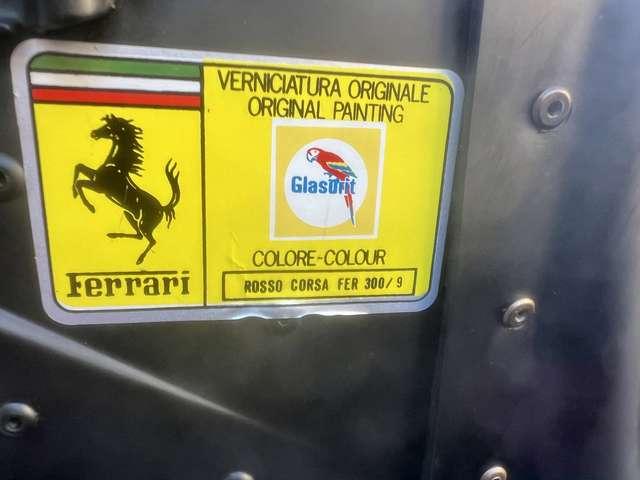 VERNICIATURA ORIGINALE
ORIGINAL PAINTING
Glasurit
COLORE-COLOUR
ROSSO CORSA FER 300/9
Ferrari